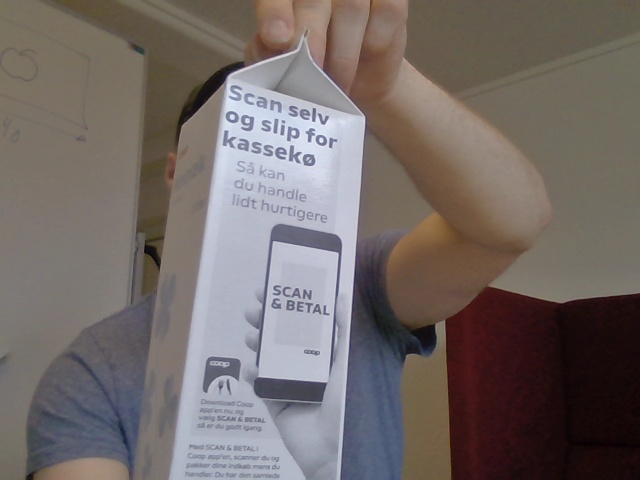 Scan selv
og slip for
kassekø
Så kan
du handle
lidt hurtigere
SCAN
& BETAL
coop
coop
Download Coop
app'en nu, og
vælg SCAN & BETAL
så er du godt igang.
Med SCAN & BETAL i
Coop app'en, scanner du og
pakker dine indkøb mens du
handler. Du har den samlede